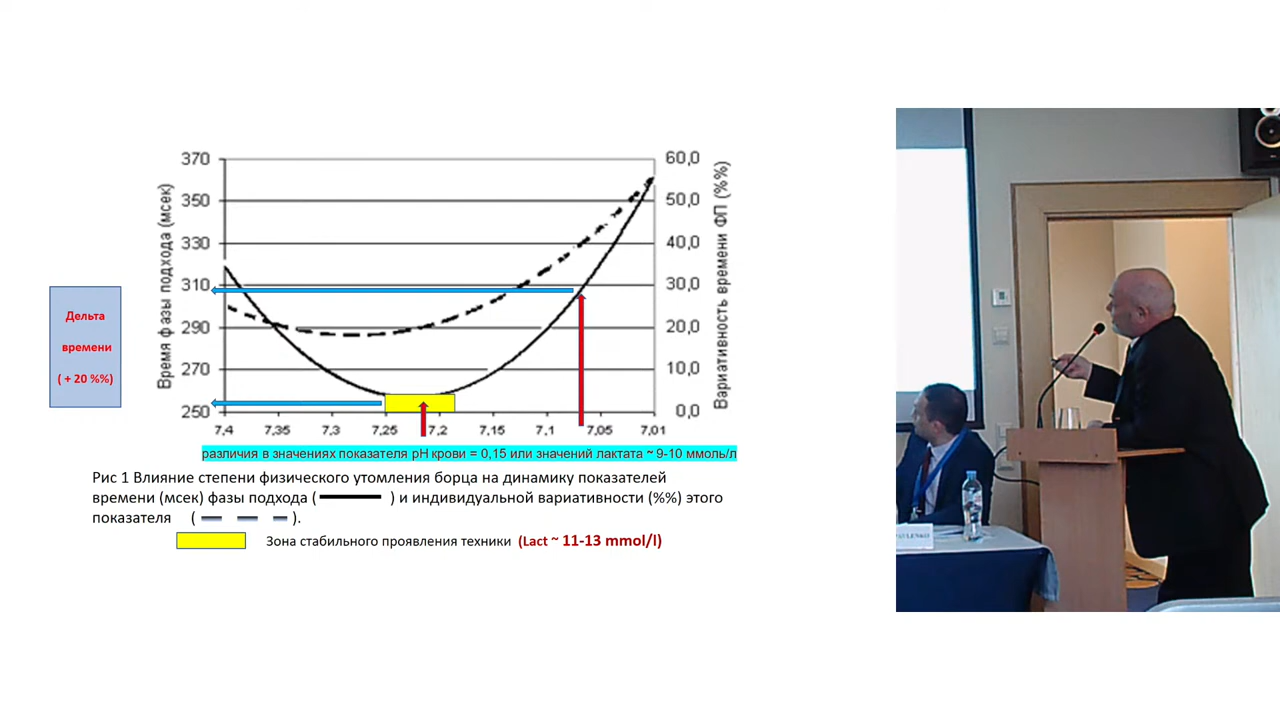 370
350
330
310
290
270
250
Время фазы подхода (мсек)
60,0
50,0
40,0
30,0
20,0
10,0
0,0
Вариативность времени ФП (%%)
7,4 7,35 7,3 7,25 7,2 7,15 7,1 7,05 7,01
Дельта
времени
( + 20 %%)
различия в значениях показателя pH крови = 0,15 или значений лактата ~ 9-10 ммоль/л
Рис 1 Влияние степени физического утомления борца на динамику показателей
времени (мсек) фазы подхода ( ) и индивидуальной вариативности (%%) этого
показателя ( ).
Зона стабильного проявления техники (Lact ~ 11-13 mmol/l)